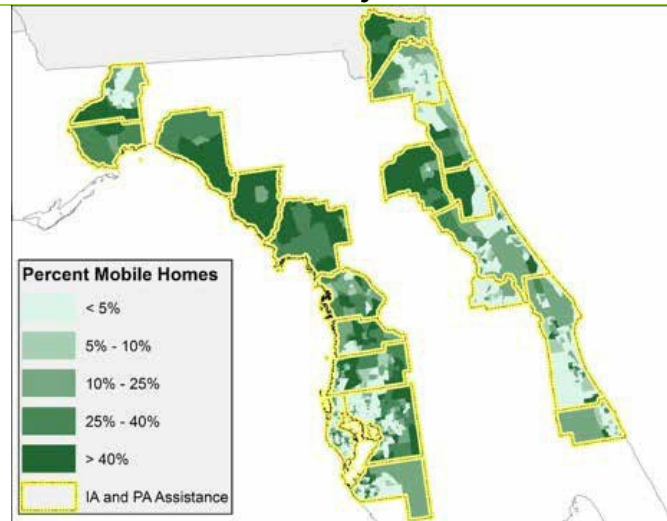 Percent Mobile Homes
< 5%
5% - 10%
10% - 25%
25% - 40%
> 40%
IA and PA Assistance